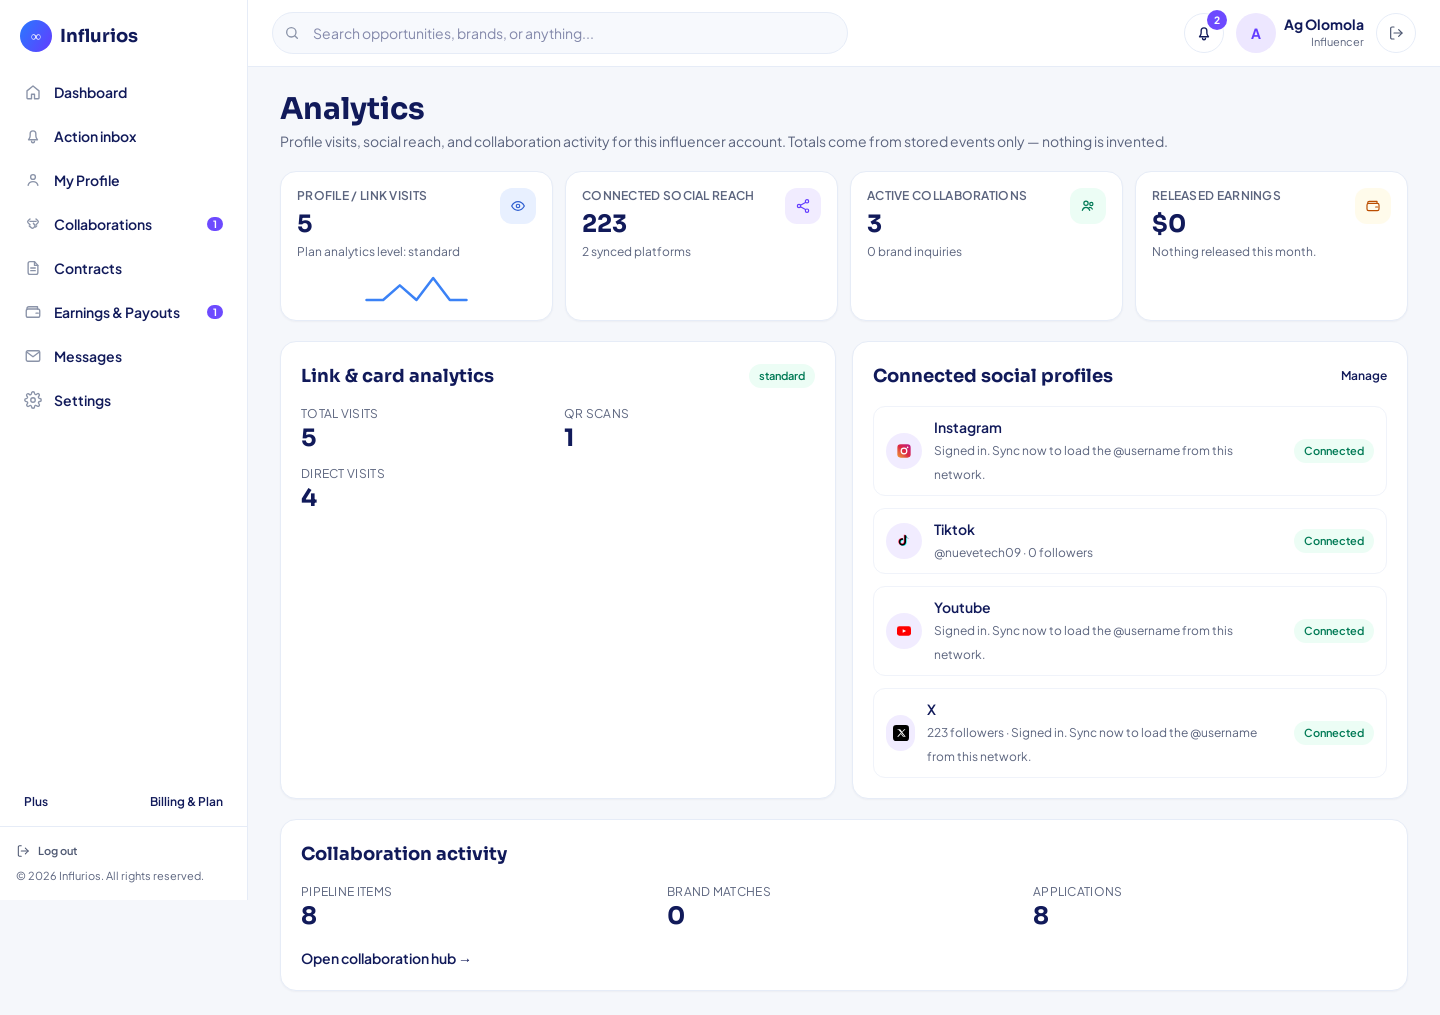 ∞ Influrios
Dashboard
Action inbox
My Profile
Collaborations 1
Contracts
Earnings & Payouts 1
Messages
Settings
Plus Billing & Plan
Log out
© 2026 Influrios. All rights reserved.
Search opportunities, brands, or anything...
2
A
Ag Olomola
Influencer
Analytics
Profile visits, social reach, and collaboration activity for this influencer account. Totals come from stored events only — nothing is invented.
PROFILE / LINK VISITS
5
Plan analytics level: standard
CONNECTED SOCIAL REACH
223
2 synced platforms
ACTIVE COLLABORATIONS
3
0 brand inquiries
RELEASED EARNINGS
$0
Nothing released this month.
Link & card analytics standard
TOTAL VISITS QR SCANS
5 1
DIRECT VISITS
4
Connected social profiles Manage
Instagram
Signed in. Sync now to load the @username from this
network.
Connected
Tiktok
@nuevetech09 · 0 followers
Connected
Youtube
Signed in. Sync now to load the @username from this
network.
Connected
X
223 followers · Signed in. Sync now to load the @username
from this network.
Connected
Collaboration activity
PIPELINE ITEMS BRAND MATCHES APPLICATIONS
8 0 8
Open collaboration hub →